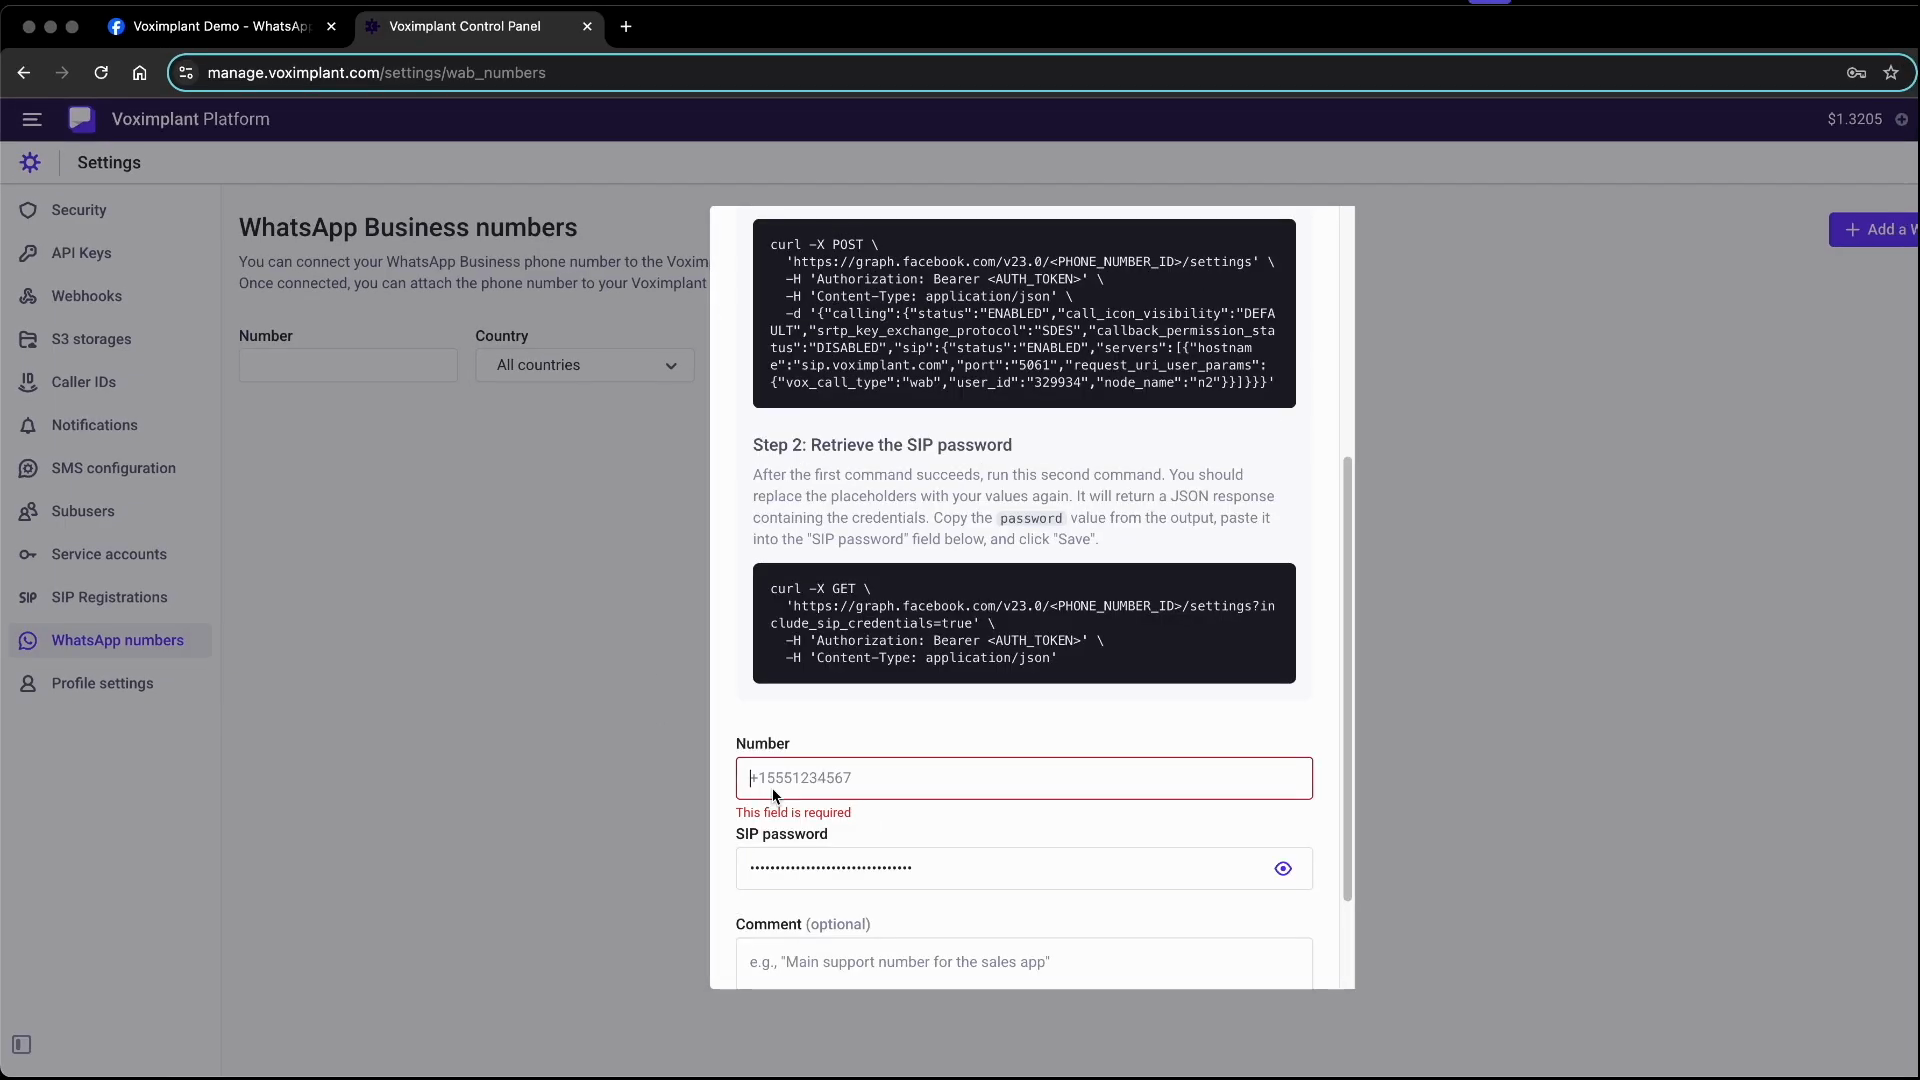 Voximplant Demo - WhatsAp
Voximplant Control Panel
manage.voximplant.com/settings/wab_numbers
Voximplant Platform
$1.3205
Settings
Security
API Keys
Webhooks
S3 storages
Caller IDs
Notifications
SMS configuration
Subusers
Service accounts
SIP Registrations
WhatsApp numbers
Profile settings
WhatsApp Business numbers
You can connect your WhatsApp Business phone number to the Voxim
Once connected, you can attach the phone number to your Voximplant
Number
Country
All countries
Add a W
curl -X POST \
'https://graph.facebook.com/v23.0/<PHONE_NUMBER_ID>/settings' \
-H 'Authorization: Bearer <AUTH_TOKEN>' \
-H 'Content-Type: application/json' \
-d '{"calling":{"status":"ENABLED","call_icon_visibility":"DEFA
ULT","srtp_key_exchange_protocol":"SDES","callback_permission_sta
tus":"DISABLED","sip":{"status":"ENABLED","servers":[{"hostnam
e":"sip.voximplant.com","port":"5061","request_uri_user_params":
{"vox_call_type":"wab","user_id":"329934","node_name":"n2"}}]}}}'
Step 2: Retrieve the SIP password
After the first command succeeds, run this second command. You should
replace the placeholders with your values again. It will return a JSON response
containing the credentials. Copy the password value from the output, paste it
into the "SIP password" field below, and click "Save".
curl -X GET \
'https://graph.facebook.com/v23.0/<PHONE_NUMBER_ID>/settings?in
clude_sip_credentials=true' \
-H 'Authorization: Bearer <AUTH_TOKEN>' \
-H 'Content-Type: application/json'
Number
+15551234567
This field is required
SIP password
Comment (optional)
e.g., "Main support number for the sales app"